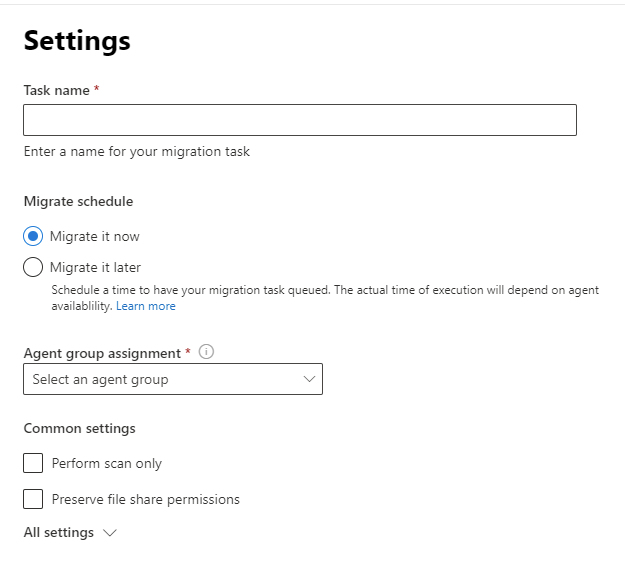 Settings
Task name *
Enter a name for your migration task
Migrate schedule
Migrate it now
Migrate it later
Schedule a time to have your migration task queued. The actual time of execution will depend on agent
availablility. Learn more
Agent group assignment *
Select an agent group
Common settings
Perform scan only
Preserve file share permissions
All settings